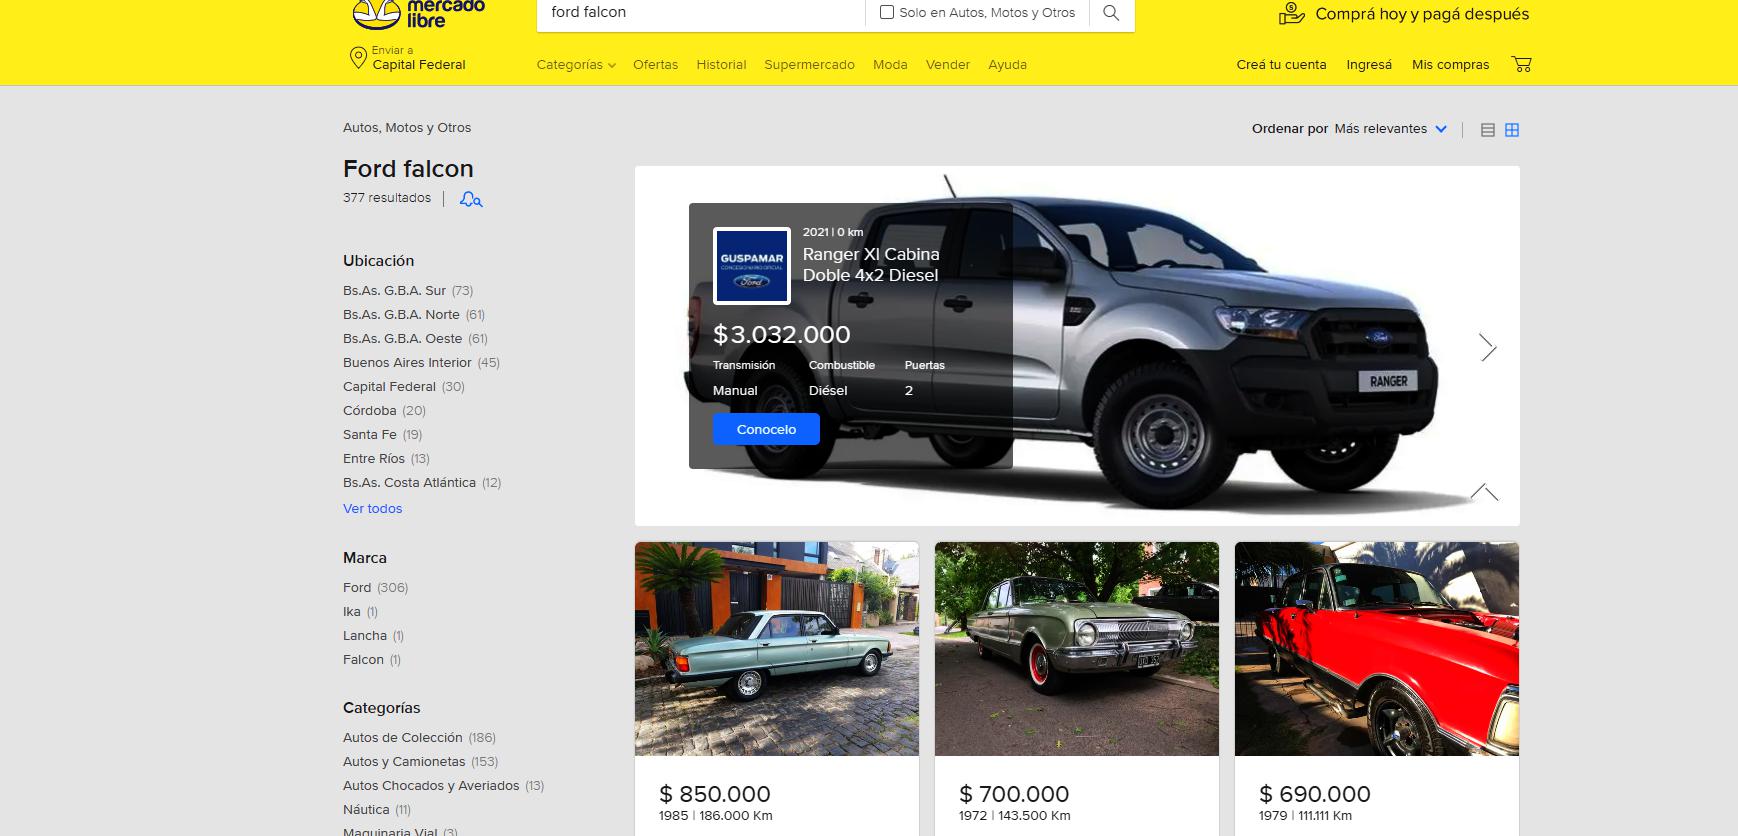 mercado
libre
ford falcon
Solo en Autos, Motos y Otros
Comprá hoy y pagá después
Enviar a
Capital Federal
Categorías
Ofertas
Historial
Supermercado
Moda
Vender
Ayuda
Creá tu cuenta
Ingresá
Mis compras
Autos, Motos y Otros
Ordenar por Más relevantes
Ford falcon
377 resultados
Ubicación
Bs.As. G.B.A. Sur (73)
Bs.As. G.B.A. Norte (61)
Bs.As. G.B.A. Oeste (61)
Buenos Aires Interior (45)
Capital Federal (30)
Córdoba (20)
Santa Fe (19)
Entre Ríos (13)
Bs.As. Costa Atlántica (12)
Ver todos
Marca
Ford (306)
Ika (1)
Lancha (1)
Falcon (1)
Categorías
Autos de Colección (186)
Autos y Camionetas (153)
Autos Chocados y Averiados (13)
Náutica (11)
Maquinaria Vial (3)
GUSPAMAR
CONCESIONARIO OFICIAL
Ford
2021 | 0 km
Ranger Xl Cabina
Doble 4x2 Diesel
$ 3.032.000
Transmisión Combustible Puertas
Manual Diésel 2
Conocelo
Ford
RANGER
$ 850.000
1985 | 186.000 Km
$ 700.000
1972 | 143.500 Km
$ 690.000
1979 | 111.111 Km